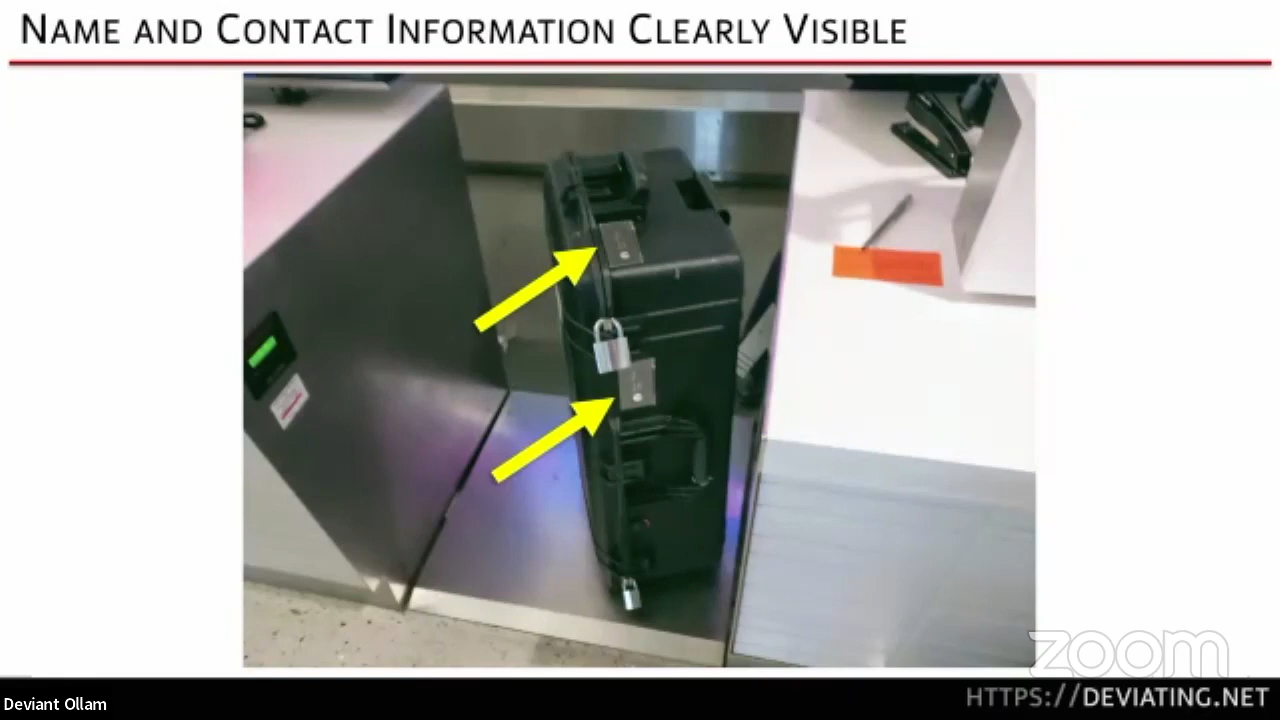 NAME AND CONTACT INFORMATION CLEARLY VISIBLE
zoom
Deviant Ollam
HTTPS://DEVIATING.NET